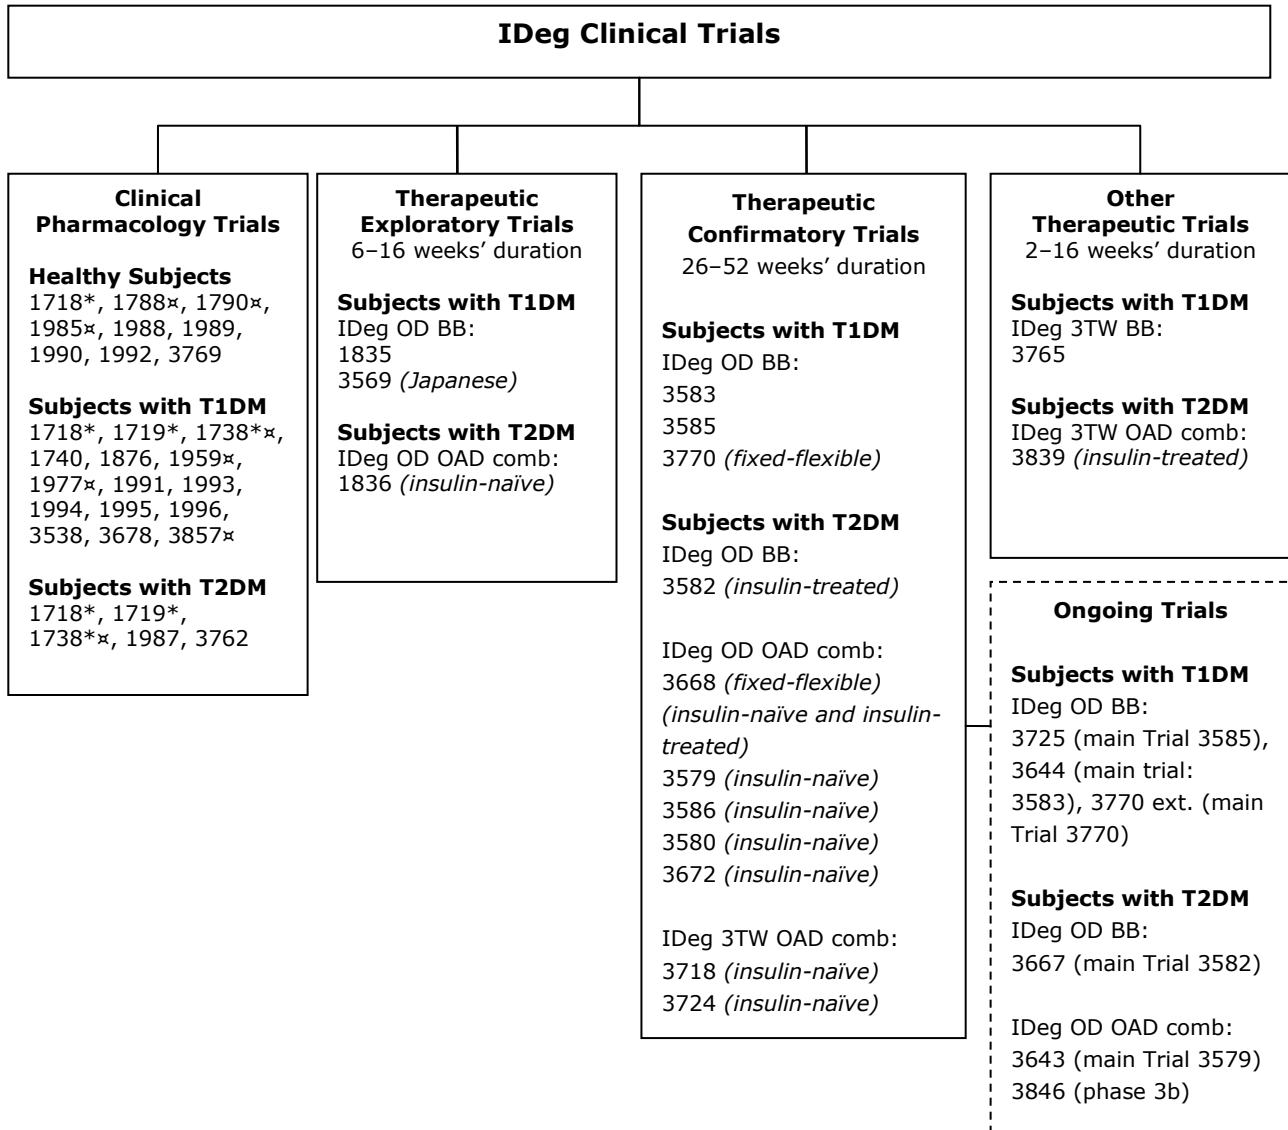 IDeg Clinical Trials
Clinical
Pharmacology Trials
Healthy Subjects
1718*, 1788¤, 1790¤,
1985¤, 1988, 1989,
1990, 1992, 3769
Subjects with T1DM
1718*, 1719*, 1738*¤,
1740, 1876, 1959¤,
1977¤, 1991, 1993,
1994, 1995, 1996,
3538, 3678, 3857¤
Subjects with T2DM
1718*, 1719*,
1738*¤, 1987, 3762
Therapeutic
Exploratory Trials
6–16 weeks’ duration
Subjects with T1DM
IDeg OD BB:
1835
3569 (Japanese)
Subjects with T2DM
IDeg OD OAD comb:
1836 (insulin-naïve)
Therapeutic
Confirmatory Trials
26–52 weeks’ duration
Subjects with T1DM
IDeg OD BB:
3583
3585
3770 (fixed-flexible)
Subjects with T2DM
IDeg OD BB:
3582 (insulin-treated)
IDeg OD OAD comb:
3668 (fixed-flexible)
(insulin-naïve and insulin-
treated)
3579 (insulin-naïve)
3586 (insulin-naïve)
3580 (insulin-naïve)
3672 (insulin-naïve)
IDeg 3TW OAD comb:
3718 (insulin-naïve)
3724 (insulin-naïve)
Other
Therapeutic Trials
2–16 weeks’ duration
Subjects with T1DM
IDeg 3TW BB:
3765
Subjects with T2DM
IDeg 3TW OAD comb:
3839 (insulin-treated)
Ongoing Trials
Subjects with T1DM
IDeg OD BB:
3725 (main Trial 3585),
3644 (main trial:
3583), 3770 ext. (main
Trial 3770)
Subjects with T2DM
IDeg OD BB:
3667 (main Trial 3582)
IDeg OD OAD comb:
3643 (main Trial 3579)
3846 (phase 3b)